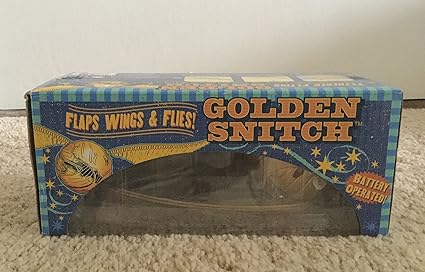 FLAPS WINGS & FLIES!
GOLDEN
SNITCH™
BATTERY
OPERATED!